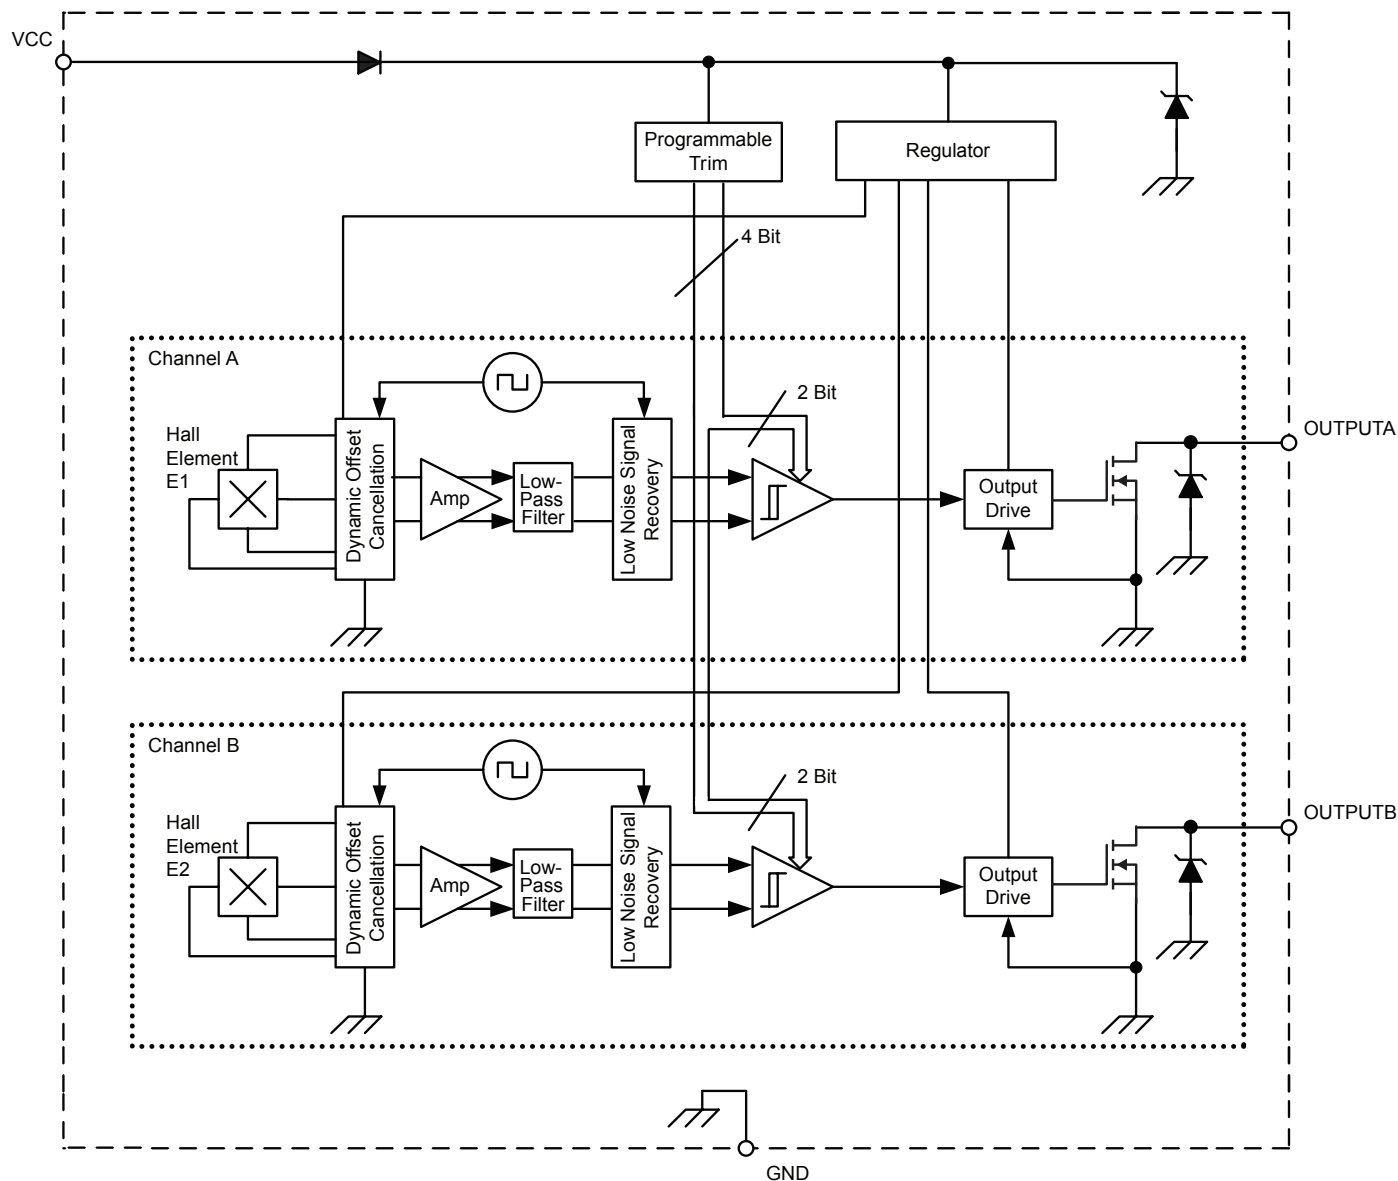 VCC
Programmable
Trim
Regulator
4 Bit
Channel A
2 Bit
Hall
Element
E1
Dynamic Offset
Cancellation
Amp
Low-
Pass
Filter
Low Noise Signal
Recovery
Output
Drive
OUTPUTA
Channel B
2 Bit
Hall
Element
E2
Dynamic Offset
Cancellation
Amp
Low-
Pass
Filter
Low Noise Signal
Recovery
Output
Drive
OUTPUTB
GND